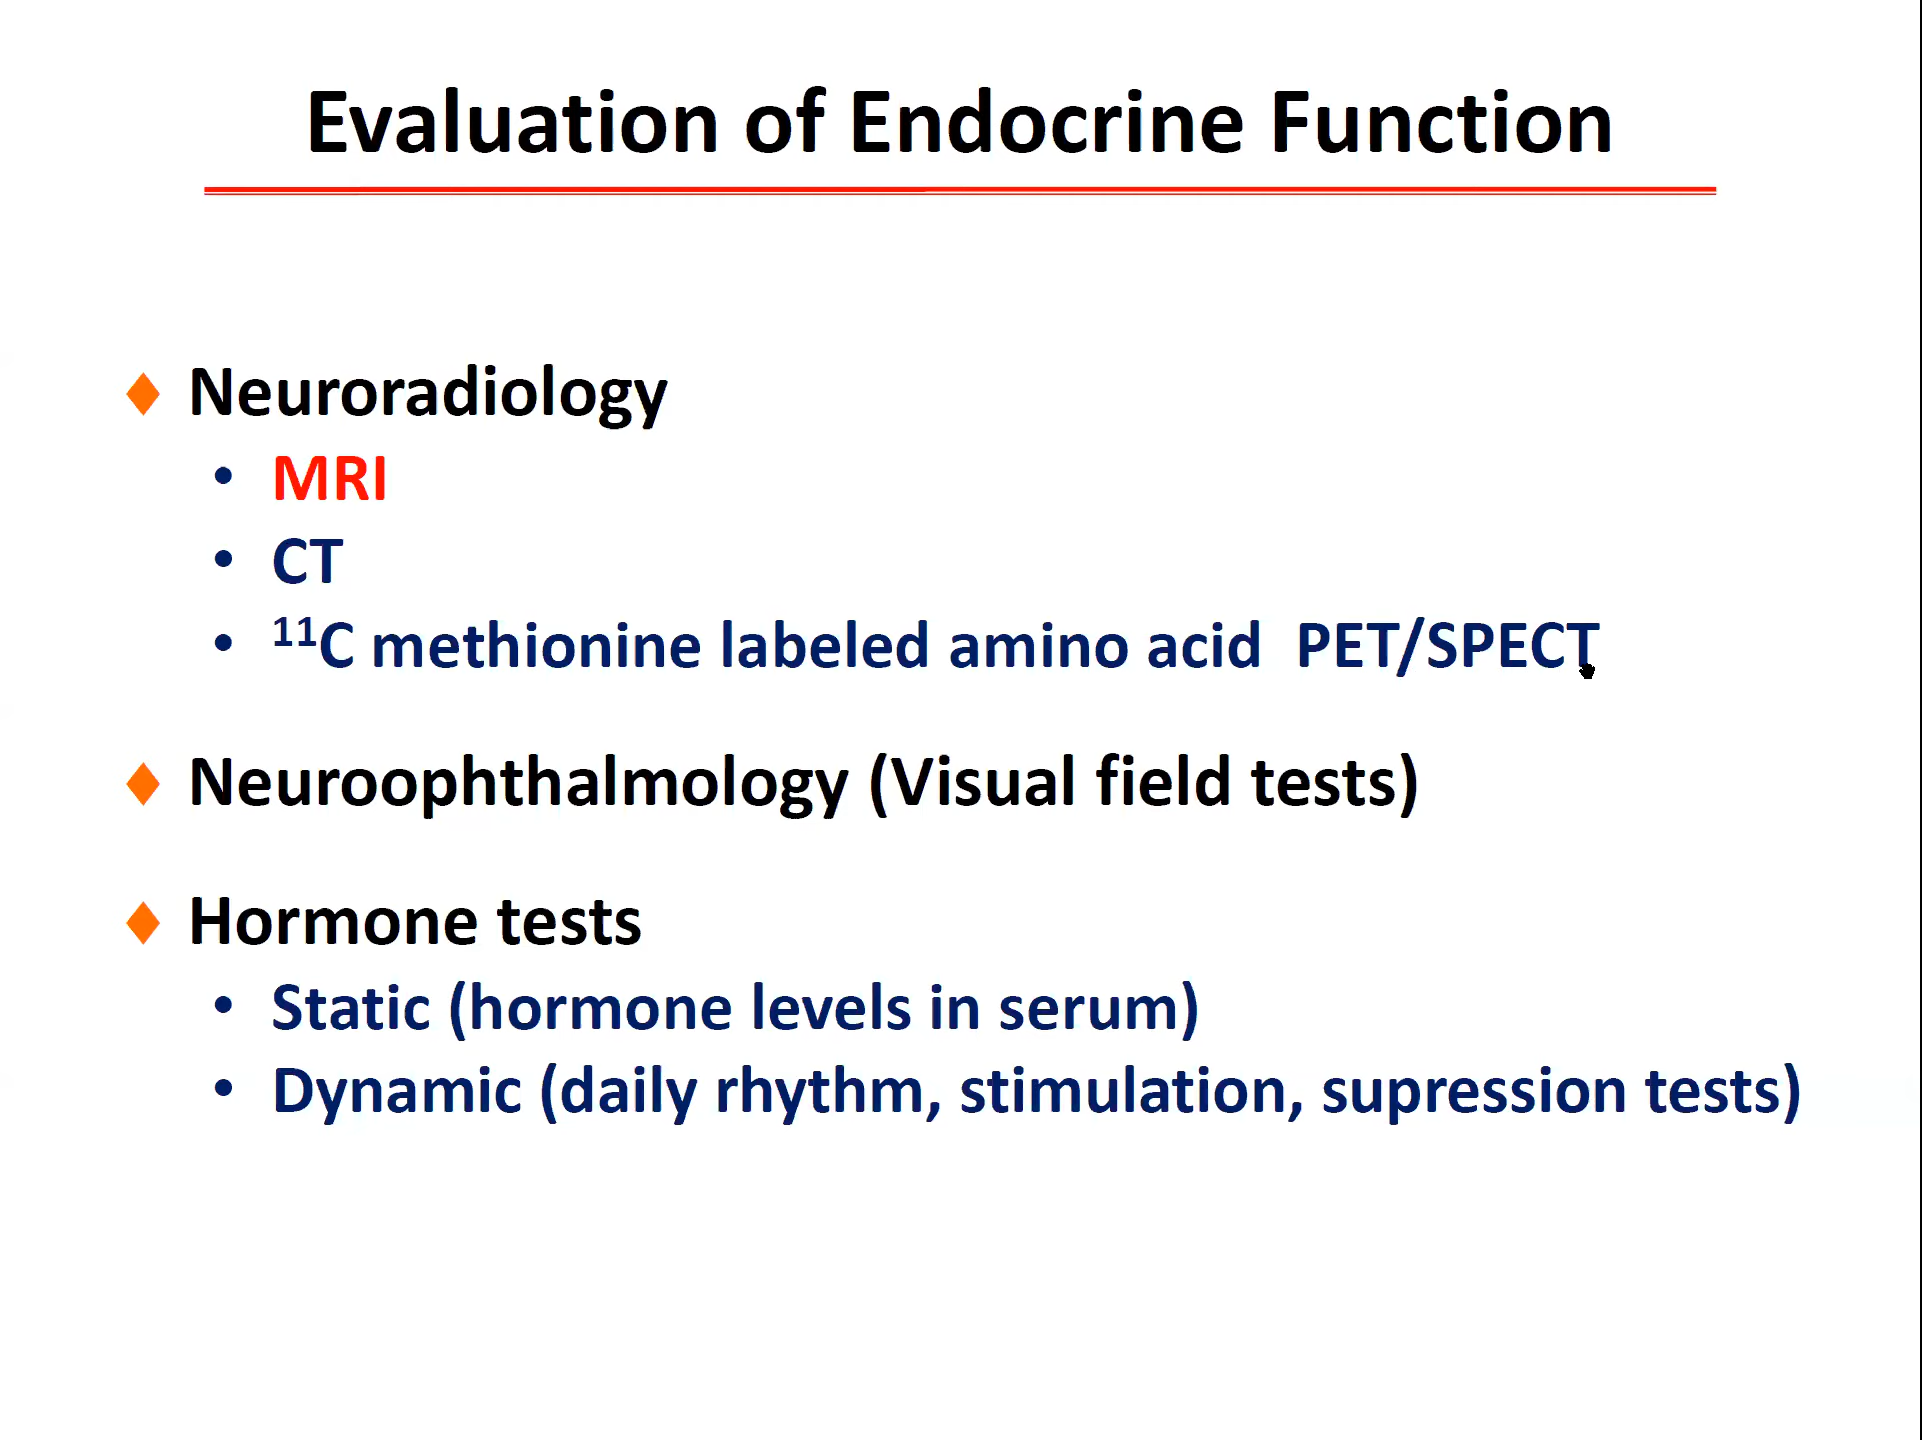 Evaluation of Endocrine Function
♦ Neuroradiology
• MRI
• CT
• ¹¹C methionine labeled amino acid  PET/SPECT
♦ Neuroophthalmology (Visual field tests)
♦ Hormone tests
• Static (hormone levels in serum)
• Dynamic (daily rhythm, stimulation, supression tests)